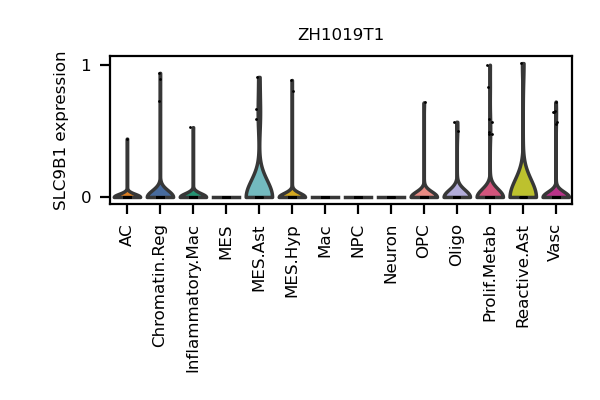 ZH1019T1
SLC9B1 expression
1
0
AC
Chromatin.Reg
Inflammatory.Mac
MES
MES.Ast
MES.Hyp
Mac
NPC
Neuron
OPC
Oligo
Prolif.Metab
Reactive.Ast
Vasc